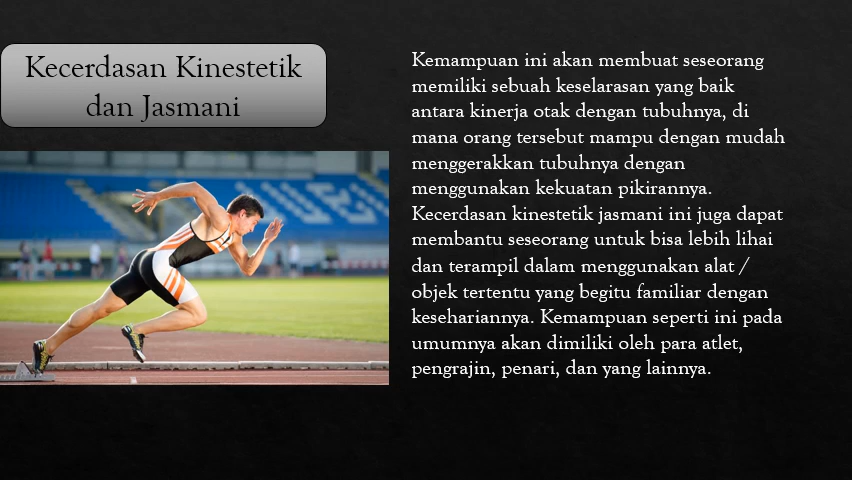 Kecerdasan Kinestetik
dan Jasmani
Kemampuan ini akan membuat seseorang
memiliki sebuah keselarasan yang baik
antara kinerja otak dengan tubuhnya, di
mana orang tersebut mampu dengan mudah
menggerakkan tubuhnya dengan
menggunakan kekuatan pikirannya.
Kecerdasan kinestetik jasmani ini juga dapat
membantu seseorang untuk bisa lebih lihai
dan terampil dalam menggunakan alat /
objek tertentu yang begitu familiar dengan
kesehariannya. Kemampuan seperti ini pada
umumnya akan dimiliki oleh para atlet,
pengrajin, penari, dan yang lainnya.